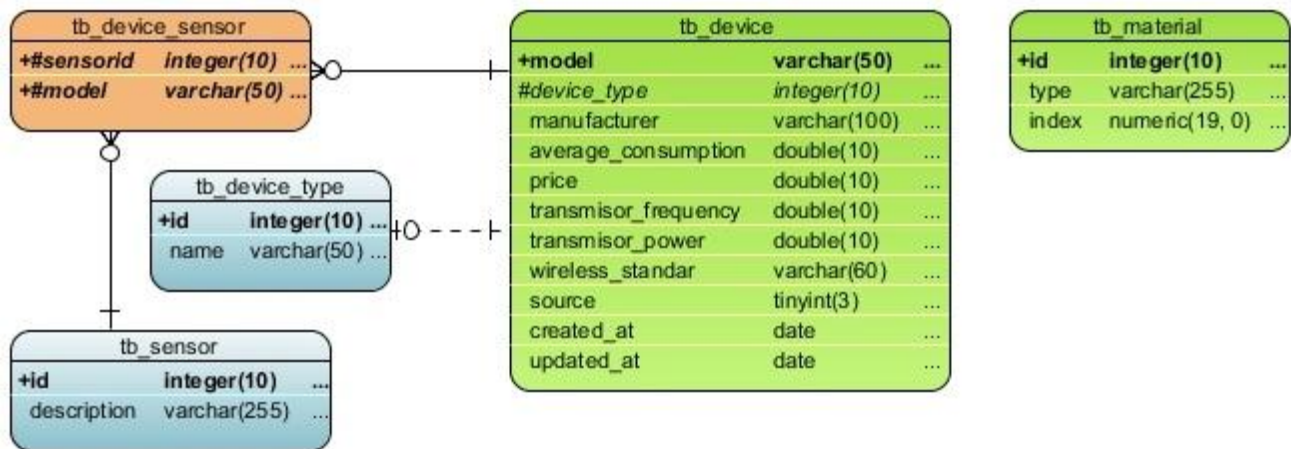 tb_device_sensor
+#sensorid integer(10) ...
+#model varchar(50) ...
tb_device_type
+id integer(10) ...
name varchar(50) ...
tb_sensor
+id integer(10) ...
description varchar(255) ...
tb_device
+model varchar(50) ...
#device_type integer(10) ...
manufacturer varchar(100) ...
average_consumption double(10) ...
price double(10) ...
transmisor_frequency double(10) ...
transmisor_power double(10) ...
wireless_standar varchar(60) ...
source tinyint(3) ...
created_at date ...
updated_at date ...
tb_material
+id integer(10) ...
type varchar(255) ...
index numeric(19, 0) ...